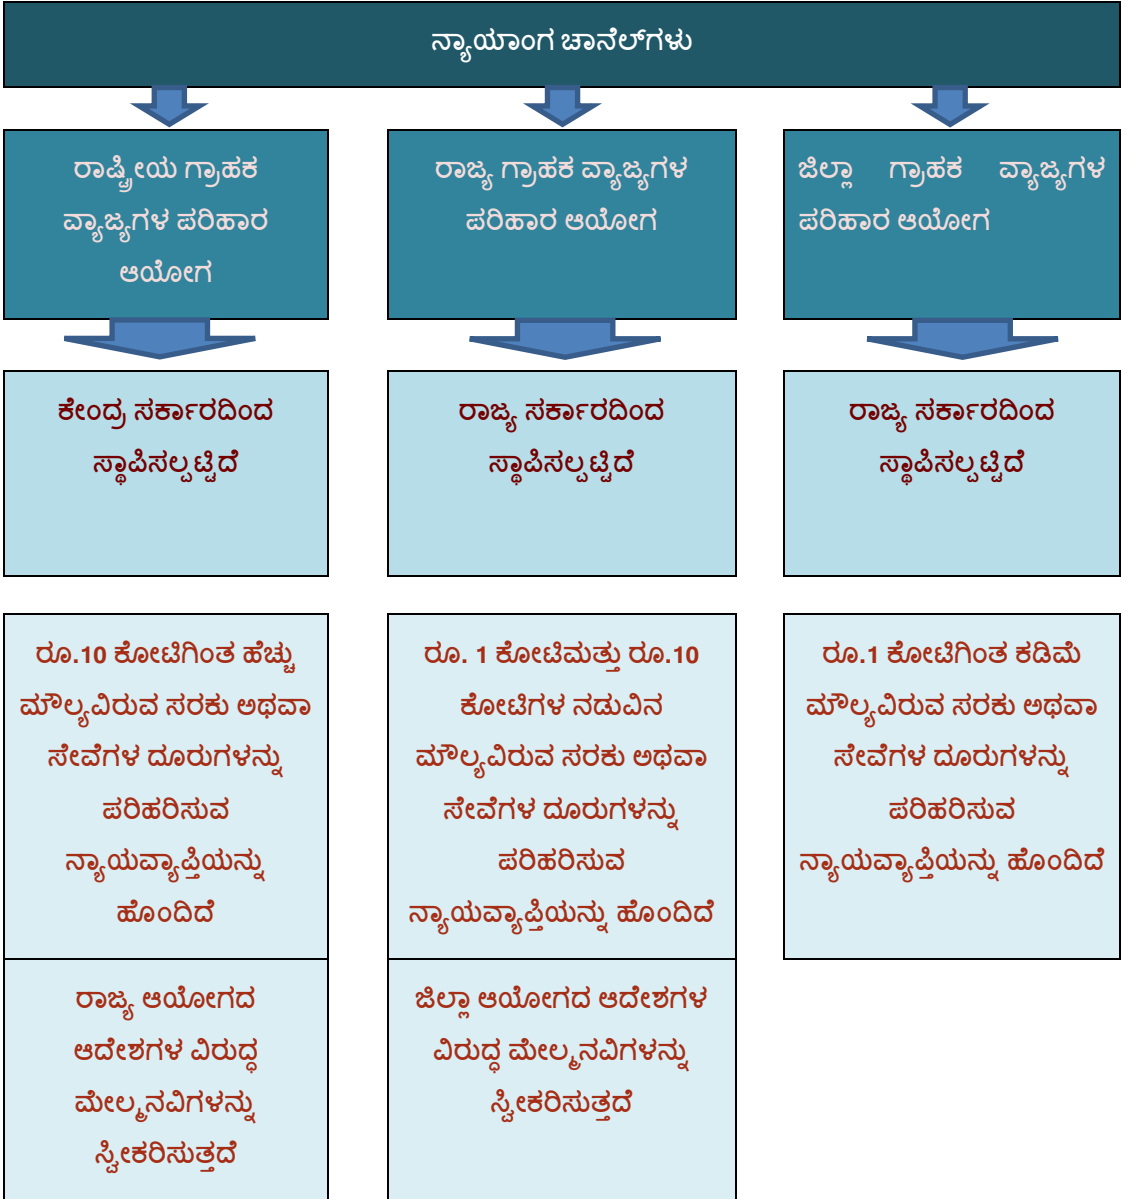 ನ್ಯಾಯಾಂಗ ಚಾನೆಲ್‌ಗಳು
ರಾಷ್ಟ್ರೀಯ ಗ್ರಾಹಕ
ವ್ಯಾಜ್ಯಗಳ ಪರಿಹಾರ
ಆಯೋಗ
ರಾಜ್ಯ ಗ್ರಾಹಕ ವ್ಯಾಜ್ಯಗಳ
ಪರಿಹಾರ ಆಯೋಗ
ಜಿಲ್ಲಾ ಗ್ರಾಹಕ ವ್ಯಾಜ್ಯಗಳ
ಪರಿಹಾರ ಆಯೋಗ
ಕೇಂದ್ರ ಸರ್ಕಾರದಿಂದ
ಸ್ಥಾಪಿಸಲ್ಪಟ್ಟಿದೆ
ರಾಜ್ಯ ಸರ್ಕಾರದಿಂದ
ಸ್ಥಾಪಿಸಲ್ಪಟ್ಟಿದೆ
ರಾಜ್ಯ ಸರ್ಕಾರದಿಂದ
ಸ್ಥಾಪಿಸಲ್ಪಟ್ಟಿದೆ
ರೂ.10 ಕೋಟಿಗಿಂತ ಹೆಚ್ಚು
ಮೌಲ್ಯವಿರುವ ಸರಕು ಅಥವಾ
ಸೇವೆಗಳ ದೂರುಗಳನ್ನು
ಪರಿಹರಿಸುವ
ನ್ಯಾಯವ್ಯಾಪ್ತಿಯನ್ನು
ಹೊಂದಿದೆ
ರೂ. 1 ಕೋಟಿಮತ್ತು ರೂ.10
ಕೋಟಿಗಳ ನಡುವಿನ
ಮೌಲ್ಯವಿರುವ ಸರಕು ಅಥವಾ
ಸೇವೆಗಳ ದೂರುಗಳನ್ನು
ಪರಿಹರಿಸುವ
ನ್ಯಾಯವ್ಯಾಪ್ತಿಯನ್ನು ಹೊಂದಿದೆ
ರೂ.1 ಕೋಟಿಗಿಂತ ಕಡಿಮೆ
ಮೌಲ್ಯವಿರುವ ಸರಕು ಅಥವಾ
ಸೇವೆಗಳ ದೂರುಗಳನ್ನು
ಪರಿಹರಿಸುವ
ನ್ಯಾಯವ್ಯಾಪ್ತಿಯನ್ನು ಹೊಂದಿದೆ
ರಾಜ್ಯ ಆಯೋಗದ
ಆದೇಶಗಳ ವಿರುದ್ಧ
ಮೇಲ್ಮನವಿಗಳನ್ನು
ಸ್ವೀಕರಿಸುತ್ತದೆ
ಜಿಲ್ಲಾ ಆಯೋಗದ ಆದೇಶಗಳ
ವಿರುದ್ಧ ಮೇಲ್ಮನವಿಗಳನ್ನು
ಸ್ವೀಕರಿಸುತ್ತದೆ